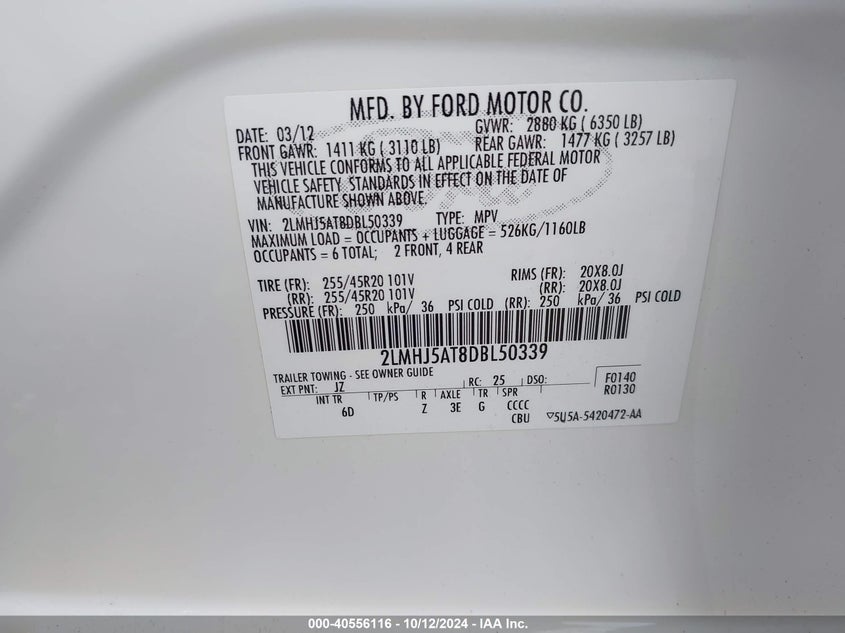 MFD. BY FORD MOTOR CO.
DATE: 03/12 GVWR: 2880 KG ( 6350 LB)
FRONT GAWR: 1411 KG ( 3110 LB) REAR GAWR: 1477 KG ( 3257 LB)
THIS VEHICLE CONFORMS TO ALL APPLICABLE FEDERAL MOTOR
VEHICLE SAFETY STANDARDS IN EFFECT ON THE DATE OF
MANUFACTURE SHOWN ABOVE.
VIN: 2LMHJ5AT8DBL50339 TYPE: MPV
MAXIMUM LOAD = OCCUPANTS + LUGGAGE = 526KG/1160LB
OCCUPANTS = 6 TOTAL; 2 FRONT, 4 REAR
TIRE (FR): 255/45R20 101V RIMS (FR): 20X8.0J
(RR): 255/45R20 101V (RR): 20X8.0J
PRESSURE (FR): 250 kPa/ 36 PSI COLD (RR): 250 kPa/ 36 PSI COLD
2LMHJ5AT8DBL50339
TRAILER TOWING - SEE OWNER GUIDE
EXT PNT: JZ RC: 25 DSO: F0140
R0130
INT TR TP/PS R AXLE TR SPR
6D Z 3E G CCCC
CBU ▽5U5A-5420472-AA
000-40556116 - 10/12/2024 - IAA Inc.